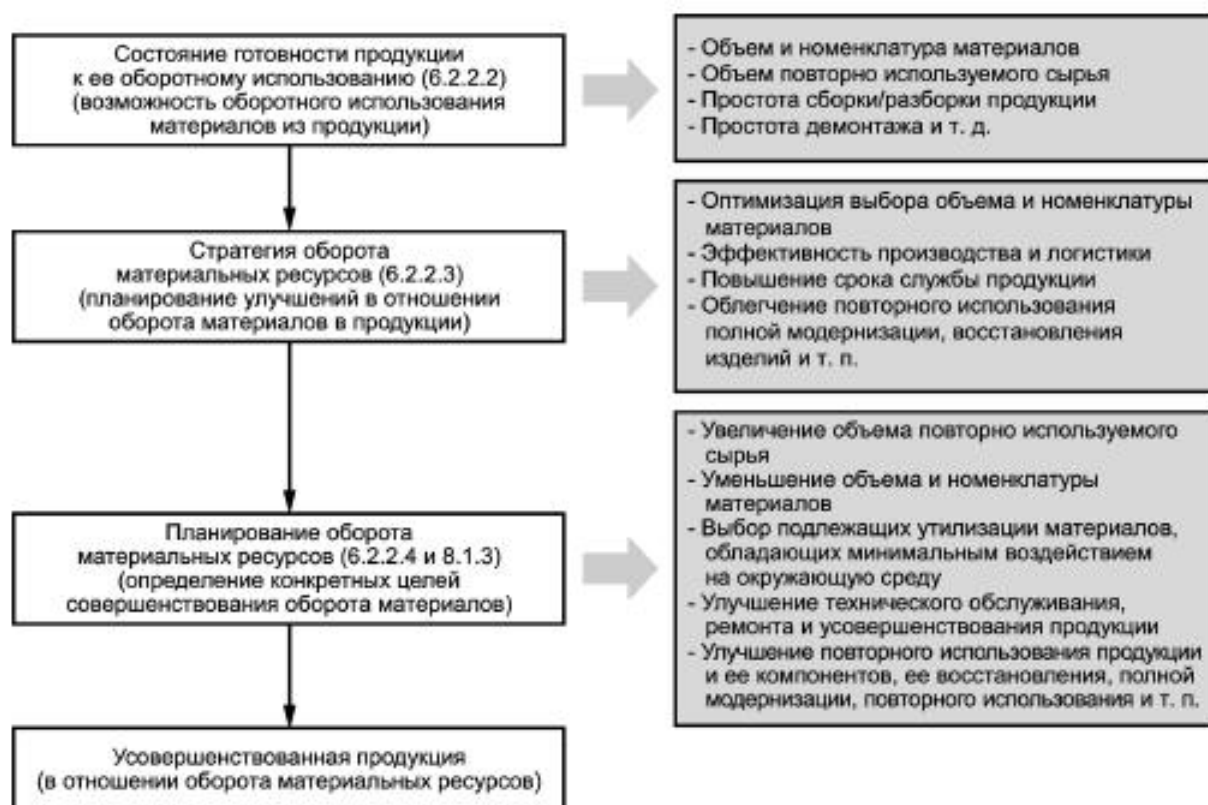 Состояние готовности продукции
к ее оборотному использованию (6.2.2.2)
(возможность оборотного использования
материалов из продукции)
- Объем и номенклатура материалов
- Объем повторно используемого сырья
- Простота сборки/разборки продукции
- Простота демонтажа и т. д.
Стратегия оборота
материальных ресурсов (6.2.2.3)
(планирование улучшений в отношении
оборота материалов в продукции)
- Оптимизация выбора объема и номенклатуры
материалов
- Эффективность производства и логистики
- Повышение срока службы продукции
- Облегчение повторного использования
полной модернизации, восстановления
изделий и т. п.
Планирование оборота
материальных ресурсов (6.2.2.4 и 8.1.3)
(определение конкретных целей
совершенствования оборота материалов)
- Увеличение объема повторно используемого
сырья
- Уменьшение объема и номенклатуры
материалов
- Выбор подлежащих утилизации материалов,
обладающих минимальным воздействием
на окружающую среду
- Улучшение технического обслуживания,
ремонта и усовершенствования продукции
- Улучшение повторного использования продукции
и ее компонентов, ее восстановления, полной
модернизации, повторного использования и т. п.
Усовершенствованная продукция
(в отношении оборота материальных ресурсов)